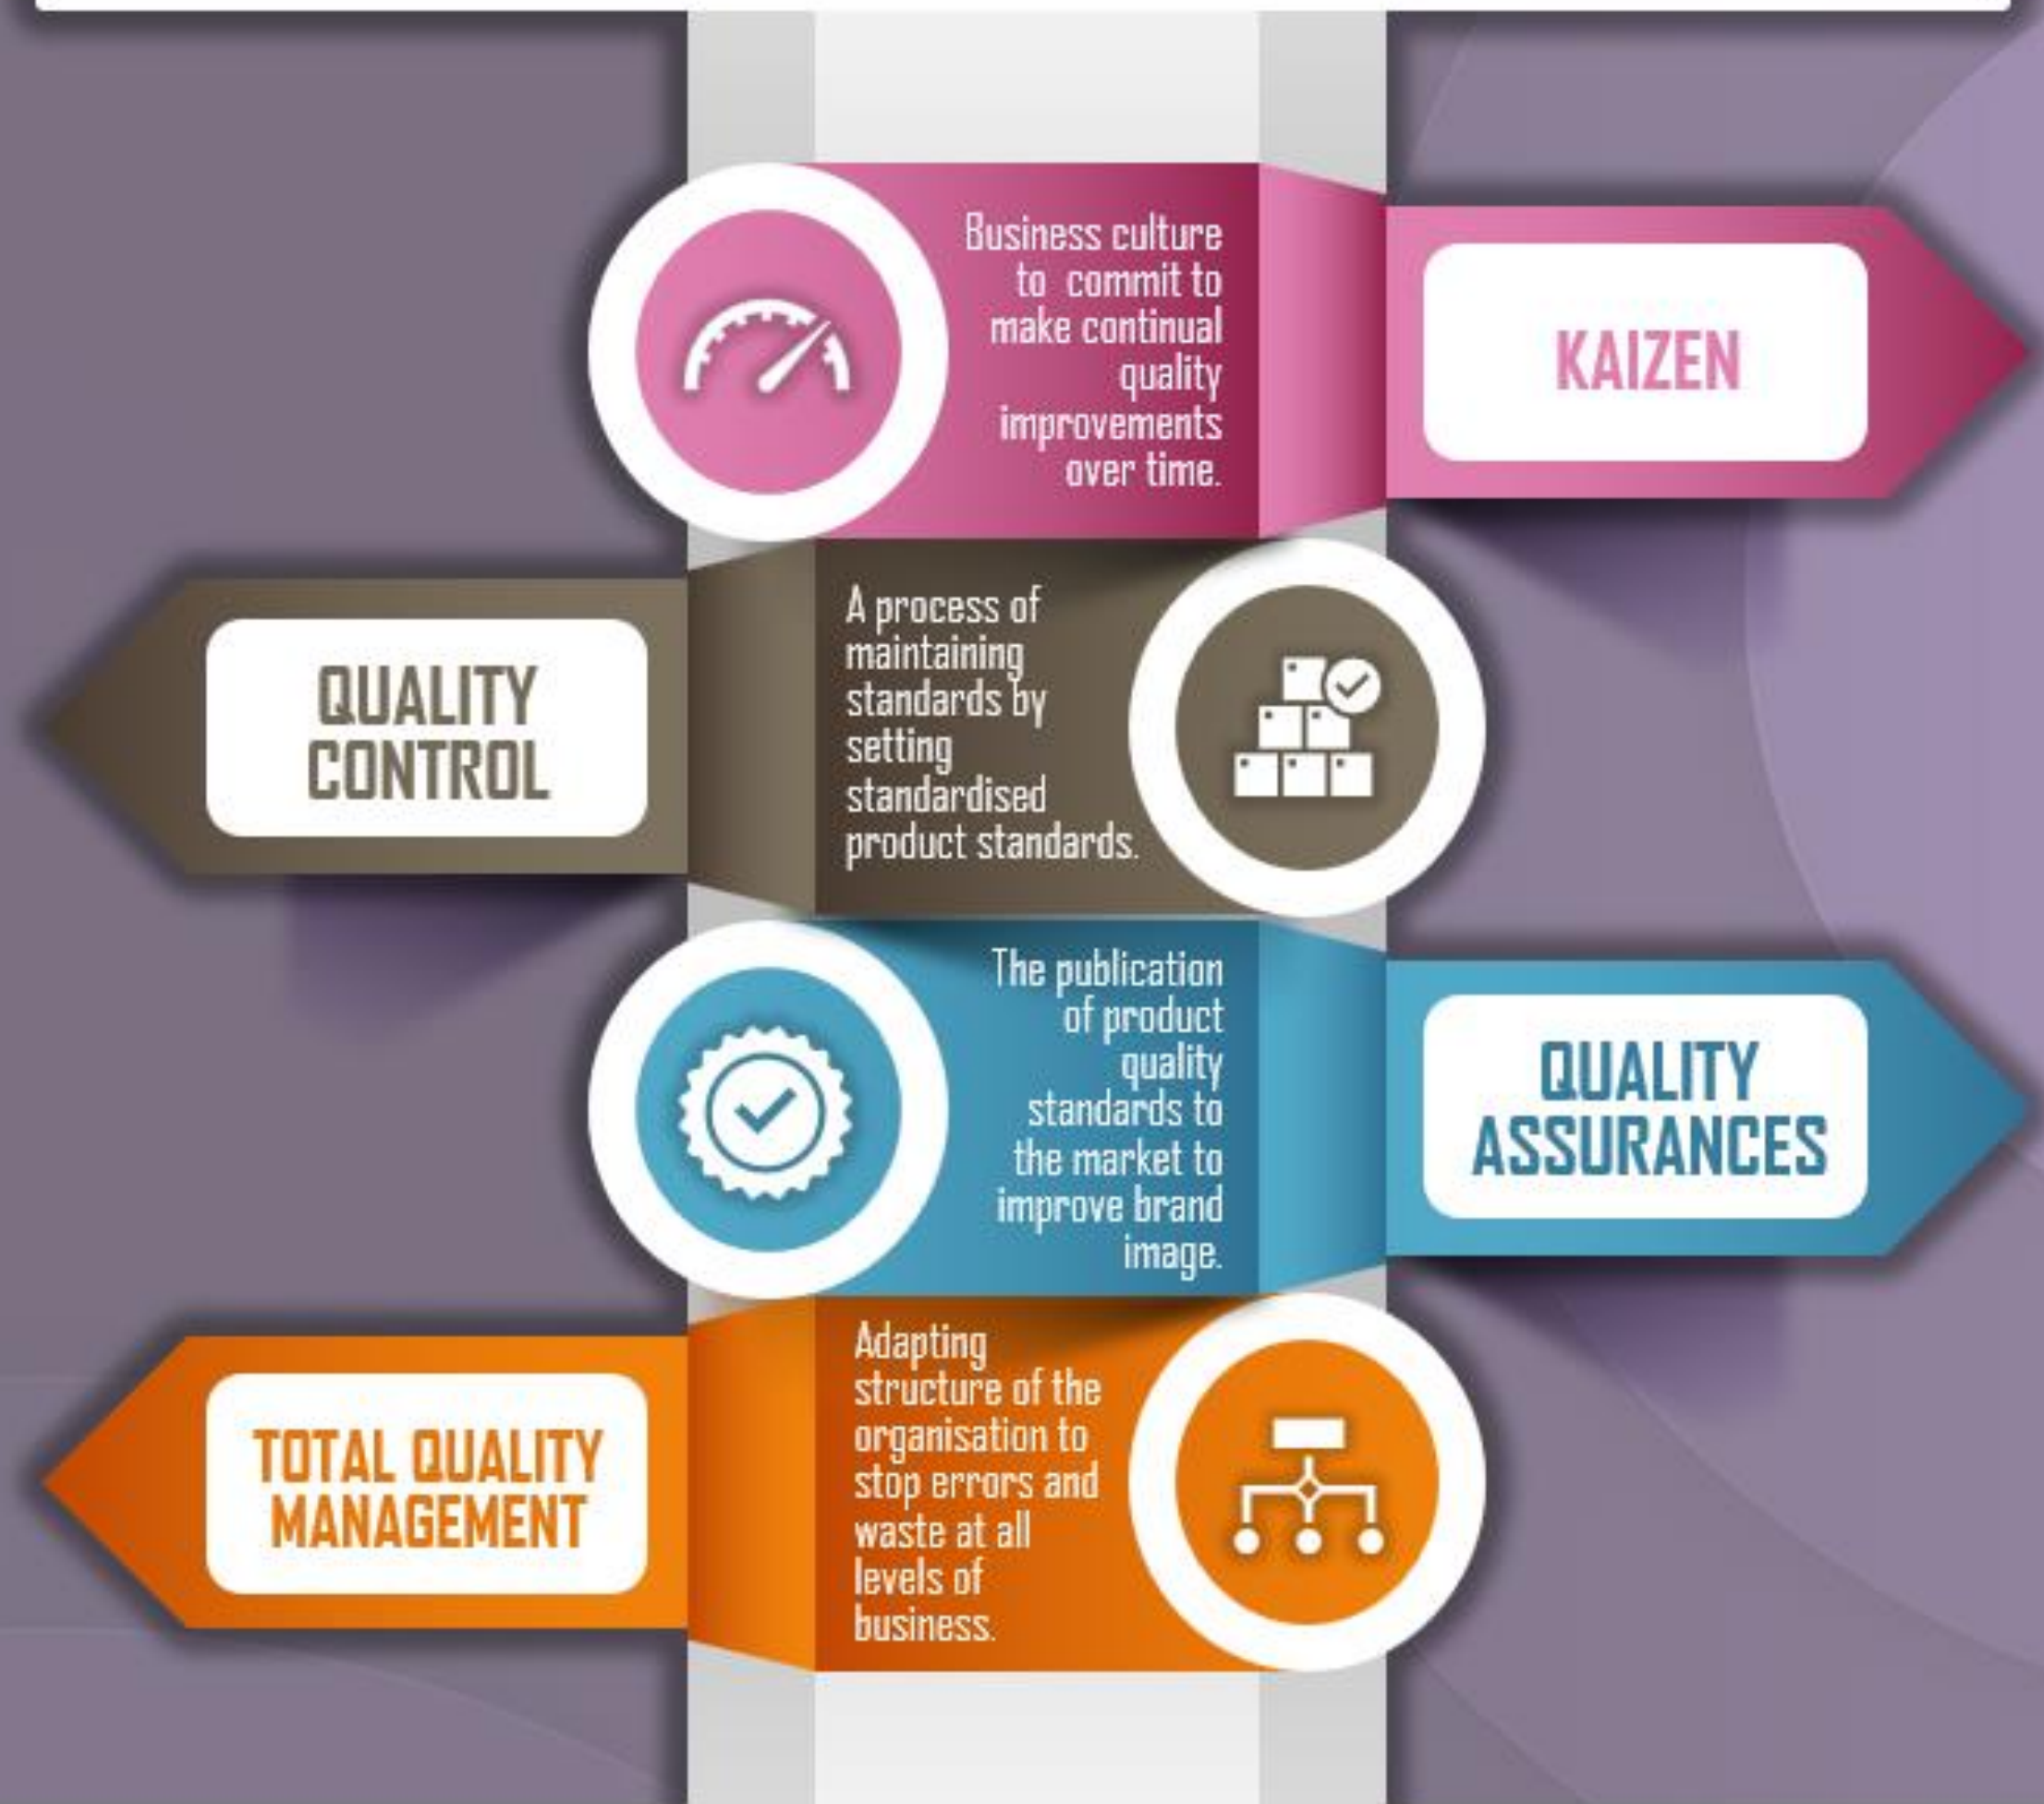 Business culture
to commit to
make continual
quality
improvements
over time.
KAIZEN
QUALITY
CONTROL
A process of
maintaining
standards by
setting
standardised
product standards.
The publication
of product
quality
standards to
the market to
improve brand
image.
QUALITY
ASSURANCES
TOTAL QUALITY
MANAGEMENT
Adapting
structure of the
organisation to
stop errors and
waste at all
levels of
business.